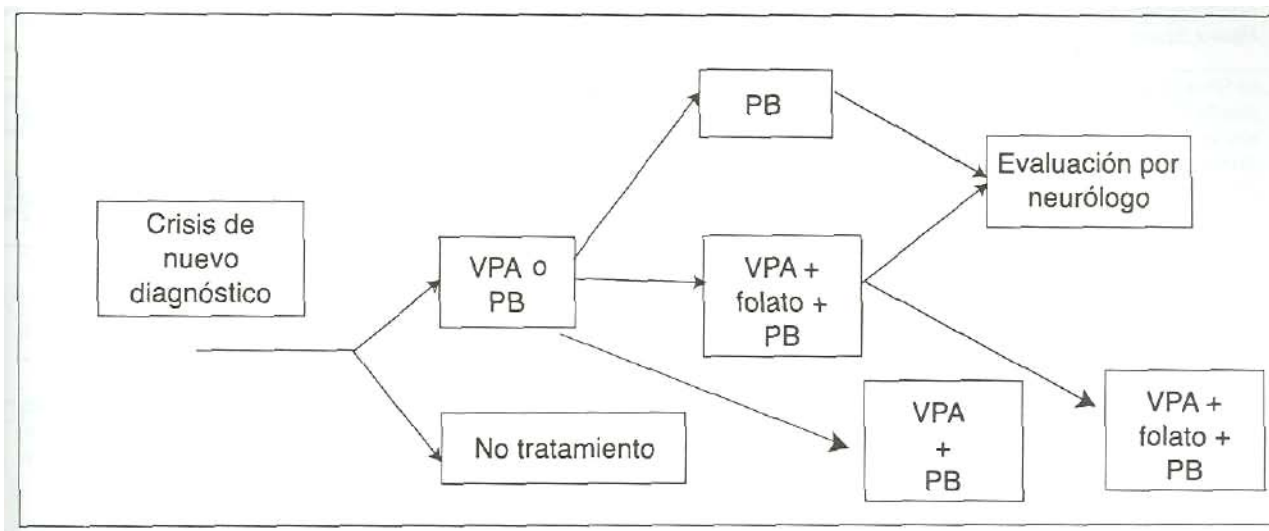 Crisis de
nuevo
diagnóstico
VPA o
PB
No tratamiento
PB
VPA +
folato +
PB
VPA
+
PB
Evaluación por
neurólogo
VPA +
folato +
PB